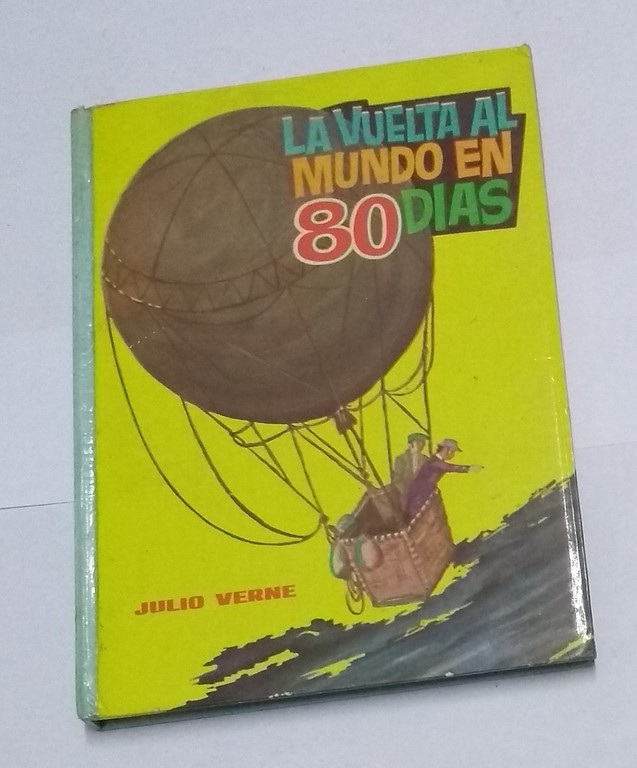 LA VUELTA AL
MUNDO EN
80 DIAS
JULIO VERNE